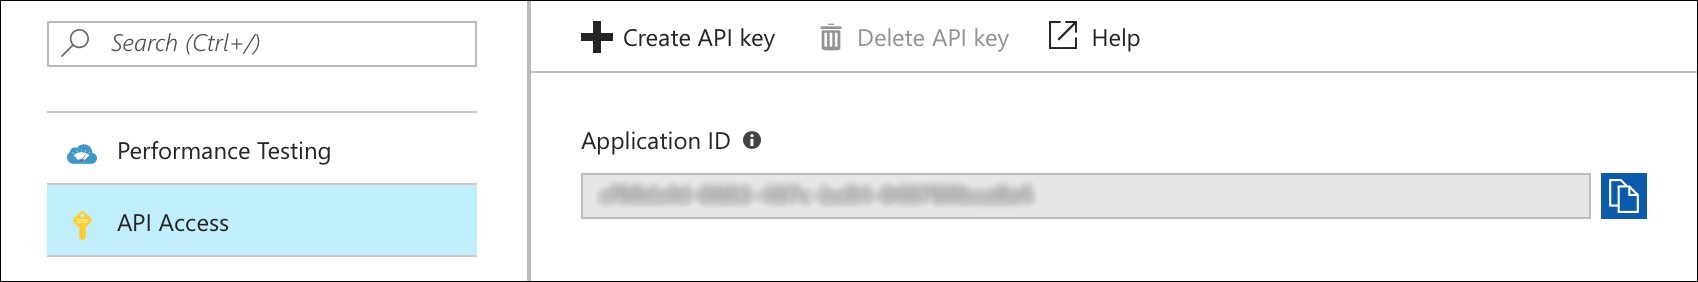 Search (Ctrl+/)
Performance Testing
API Access
Create API key
Delete API key
Help
Application ID